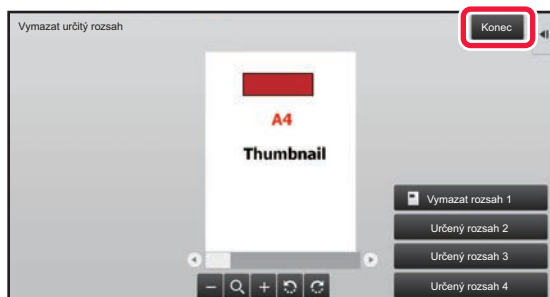 Vymazat určitý rozsah
Konec
A4
Thumbnail
Vymazat rozsah 1
Určený rozsah 2
Určený rozsah 3
Určený rozsah 4